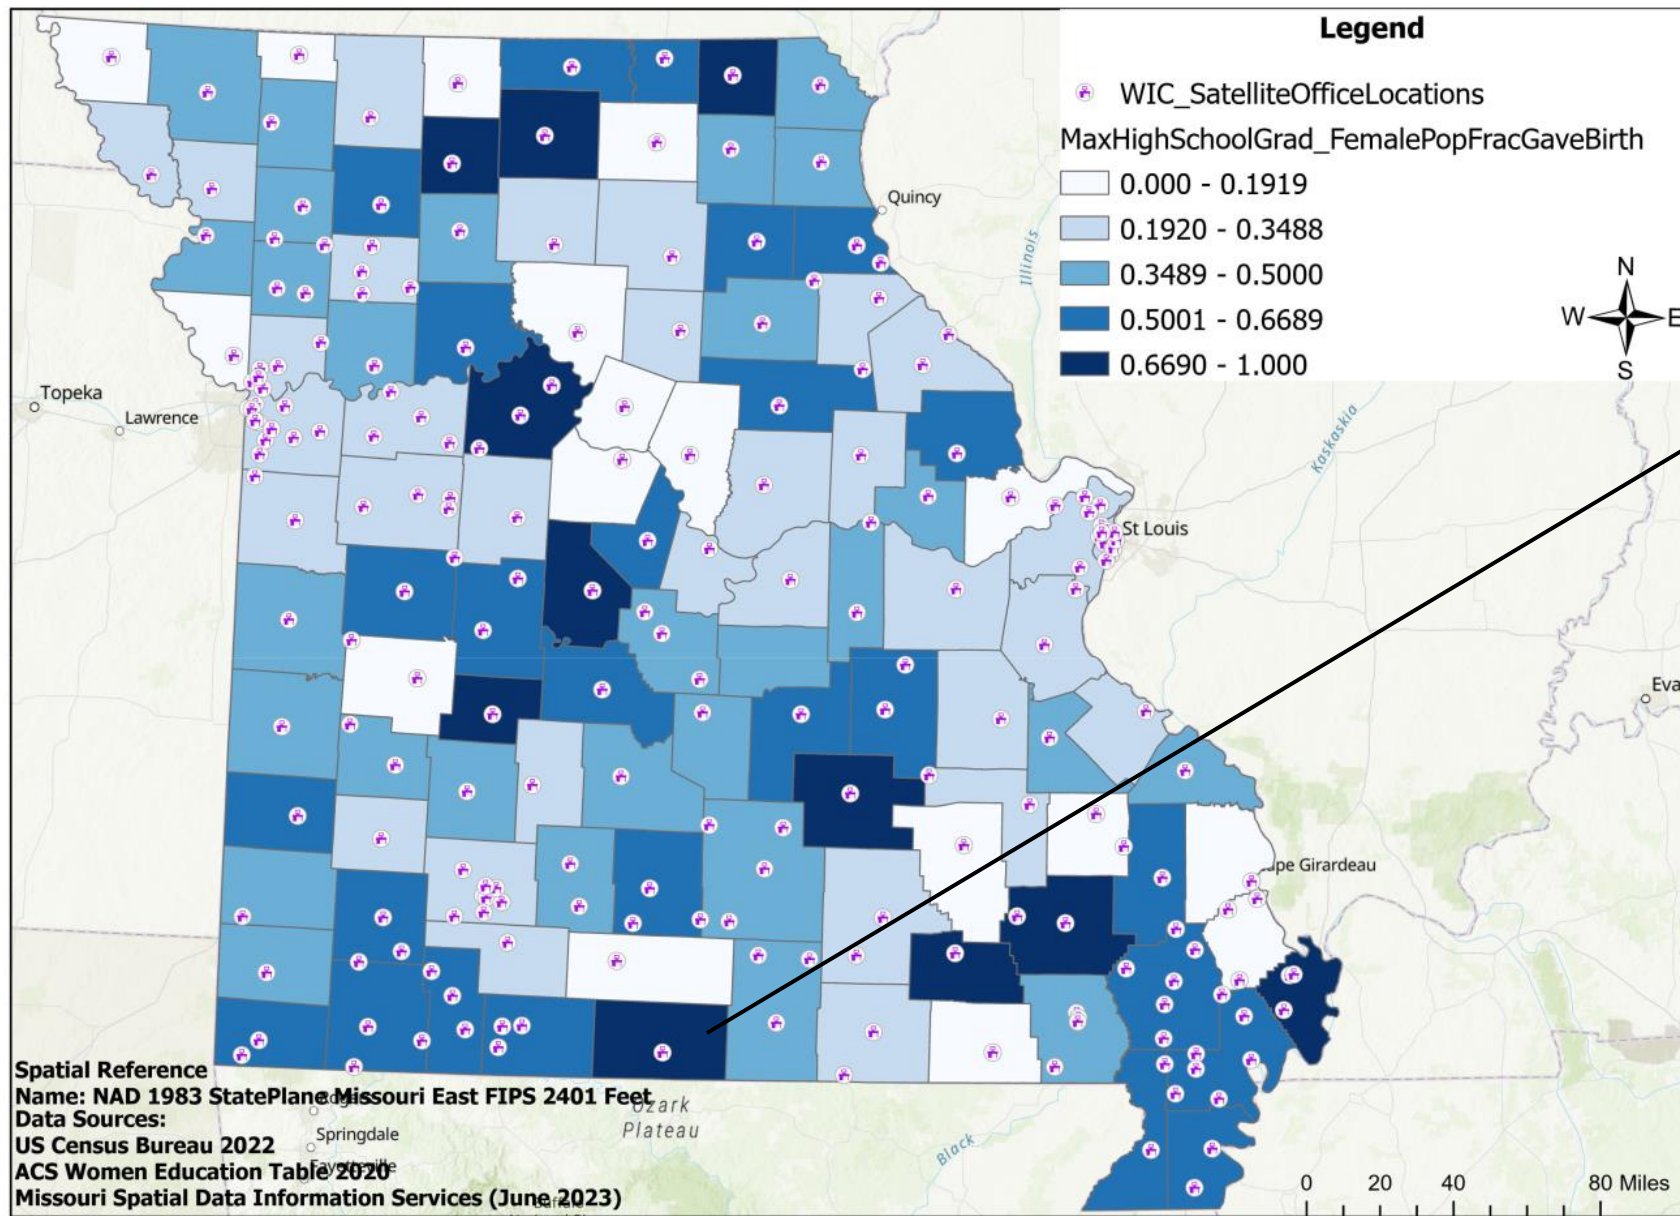 Legend
WIC_SatelliteOfficeLocations
MaxHighSchoolGrad_FemalePopFracGaveBirth
0.000 - 0.1919
0.1920 - 0.3488
0.3489 - 0.5000
0.5001 - 0.6689
0.6690 - 1.000
N
W
E
S
Quincy
Illinois
Topeka
Lawrence
Kaskaskia
St Louis
Eva
ape Girardeau
Spatial Reference
Name: NAD 1983 StatePlane Missouri East FIPS 2401 Feet
Data Sources:
US Census Bureau 2022
ACS Women Education Table 2020
Missouri Spatial Data Information Services (June 2023)
Springdale
Fayetteville
Ozark
Plateau
Black
0 20 40 80 Miles